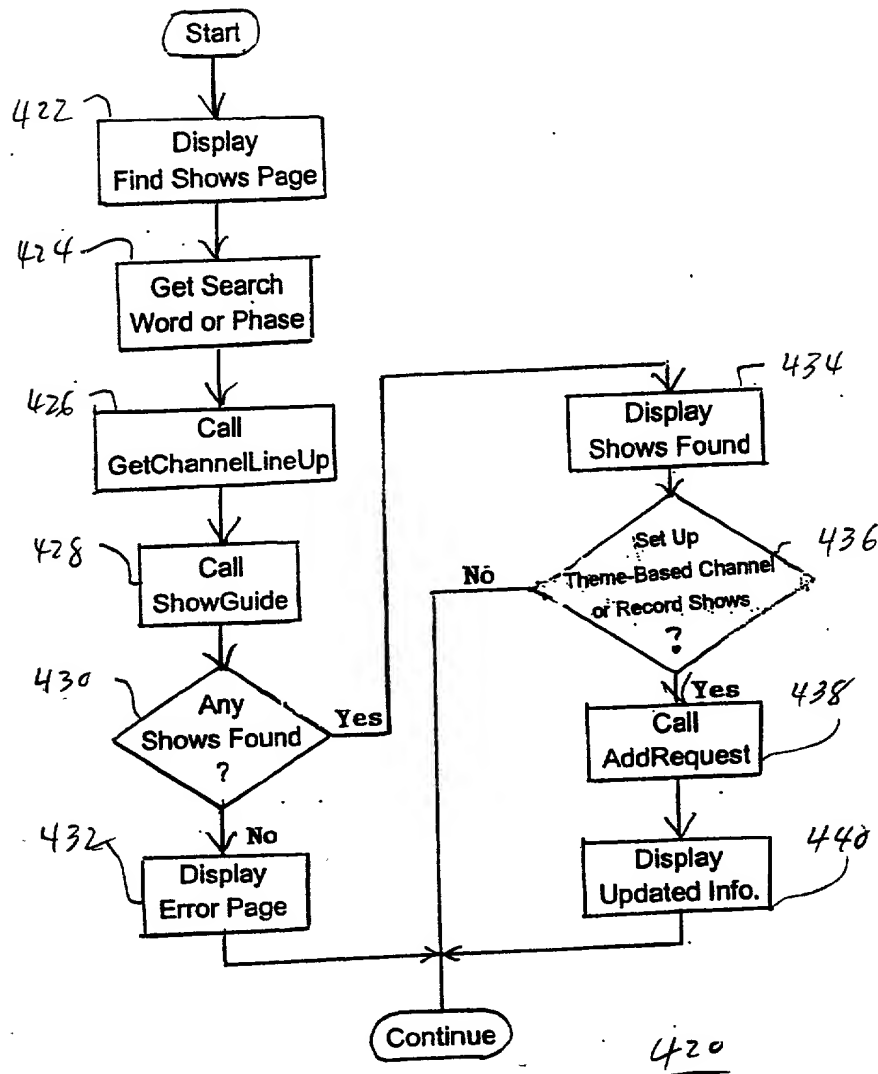 Start
422
Display
Find Shows Page
424
Get Search
Word or Phase
426
Call
GetChannelLineUp
428
Call
ShowGuide
430
Any
Shows Found
?
Yes
No
432
Display
Error Page
434
Display
Shows Found
436
Set Up
Theme-Based Channel
or Record Shows
?
No
Yes
438
Call
AddRequest
440
Display
Updated Info.
Continue
420